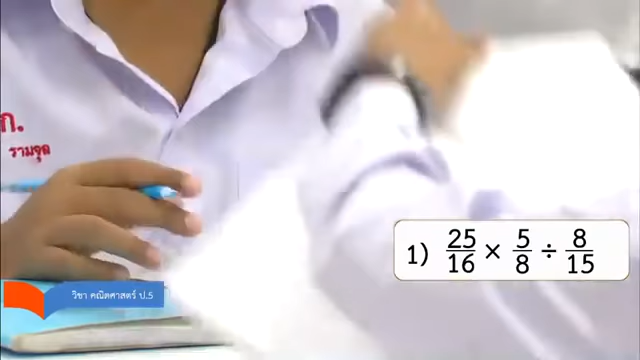 ก.
รามจุล
1) 25/16 × 5/8 ÷ 8/15
วิชา คณิตศาสตร์ ป.5